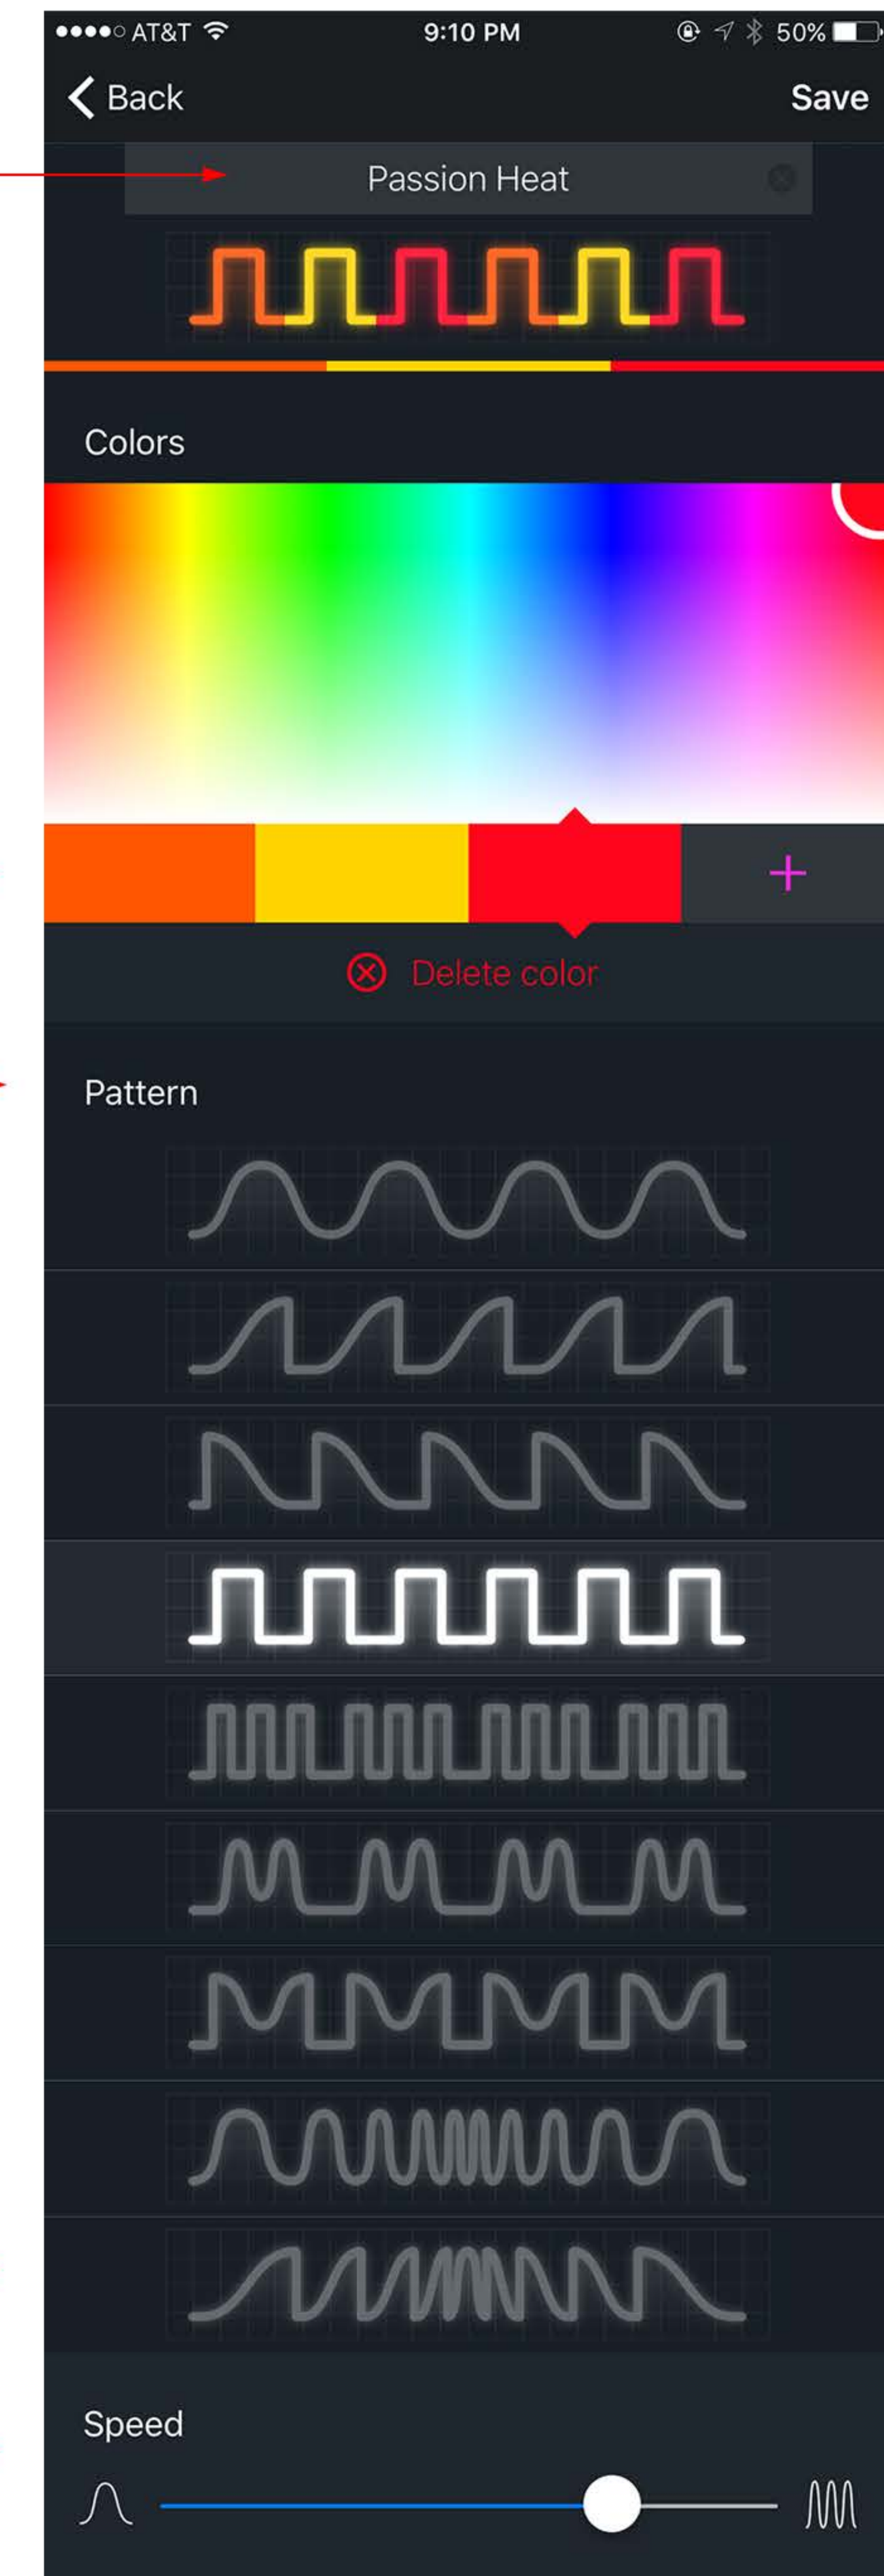 AT&T 9:10 PM 50%
Back Save
Passion Heat
Colors
Delete color
Pattern
Speed